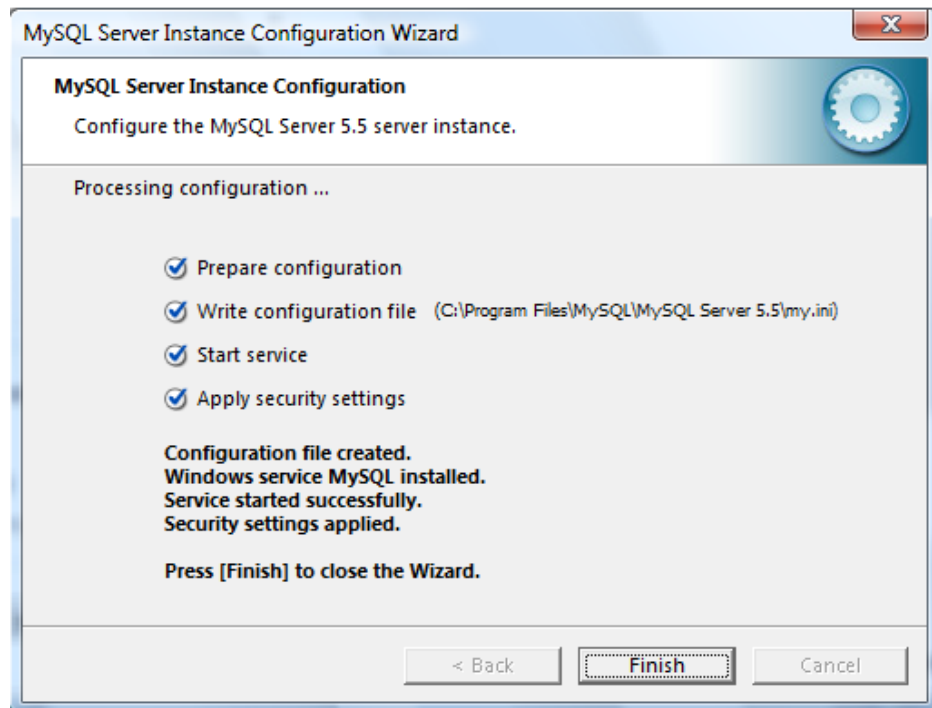 MySQL Server Instance Configuration Wizard
MySQL Server Instance Configuration
Configure the MySQL Server 5.5 server instance.
Processing configuration ...
Prepare configuration
Write configuration file (C:\Program Files\MySQL\MySQL Server 5.5\my.ini)
Start service
Apply security settings
Configuration file created.
Windows service MySQL installed.
Service started successfully.
Security settings applied.
Press [Finish] to close the Wizard.
< Back Finish Cancel